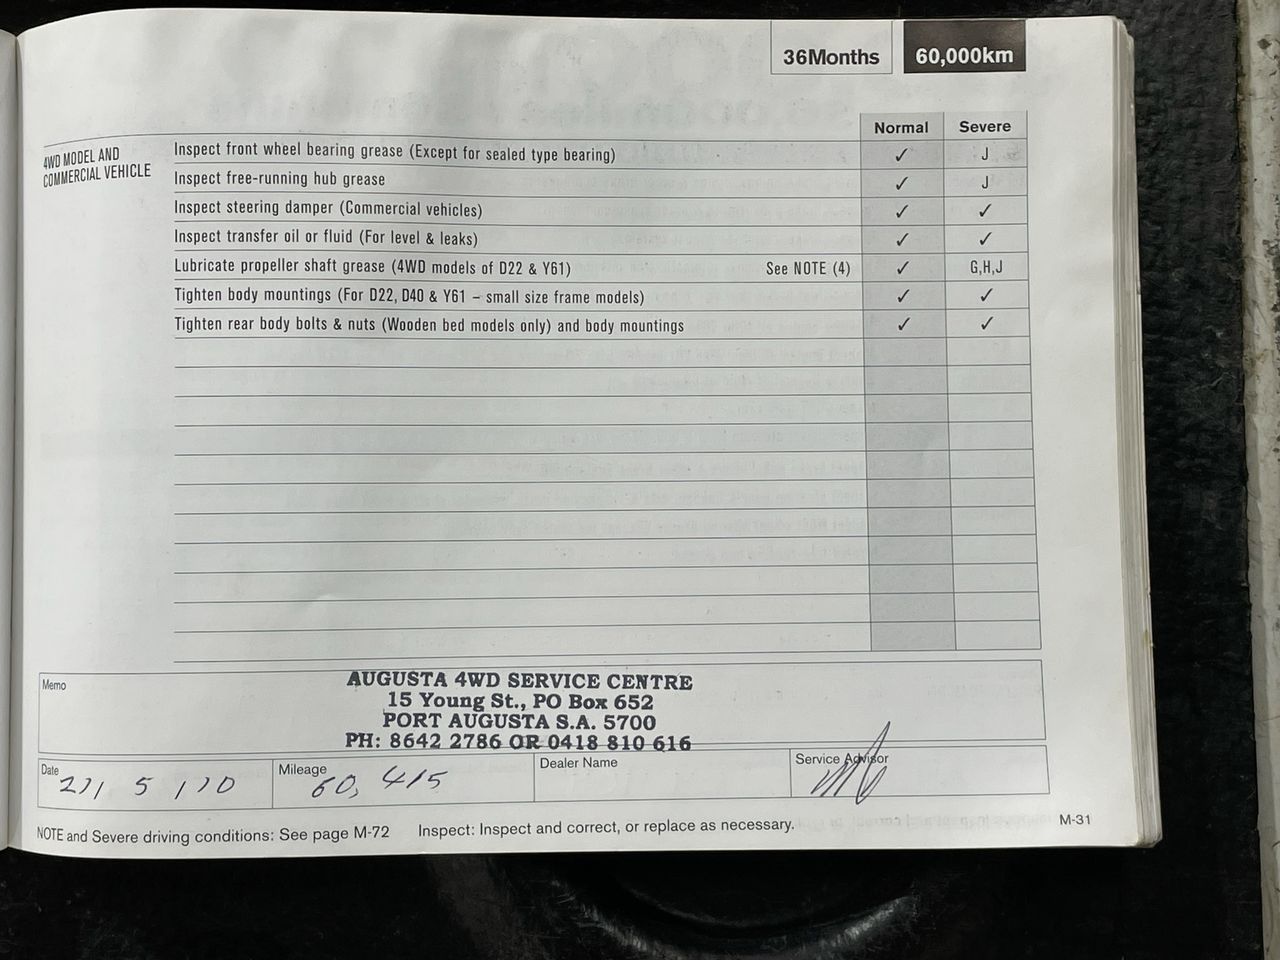 36Months 60,000km
Normal Severe
4WD MODEL AND
COMMERCIAL VEHICLE
Inspect front wheel bearing grease (Except for sealed type bearing) ✓ J
Inspect free-running hub grease ✓ J
Inspect steering damper (Commercial vehicles) ✓ ✓
Inspect transfer oil or fluid (For level & leaks) ✓ ✓
Lubricate propeller shaft grease (4WD models of D22 & Y61) See NOTE (4) ✓ G,H,J
Tighten body mountings (For D22, D40 & Y61 – small size frame models) ✓ ✓
Tighten rear body bolts & nuts (Wooden bed models only) and body mountings ✓ ✓
Memo
AUGUSTA 4WD SERVICE CENTRE
15 Young St., PO Box 652
PORT AUGUSTA S.A. 5700
PH: 8642 2786 OR 0418 810 616
Date Mileage 60,415 Dealer Name Service Advisor
NOTE and Severe driving conditions: See page M-72 Inspect: Inspect and correct, or replace as necessary. M-31